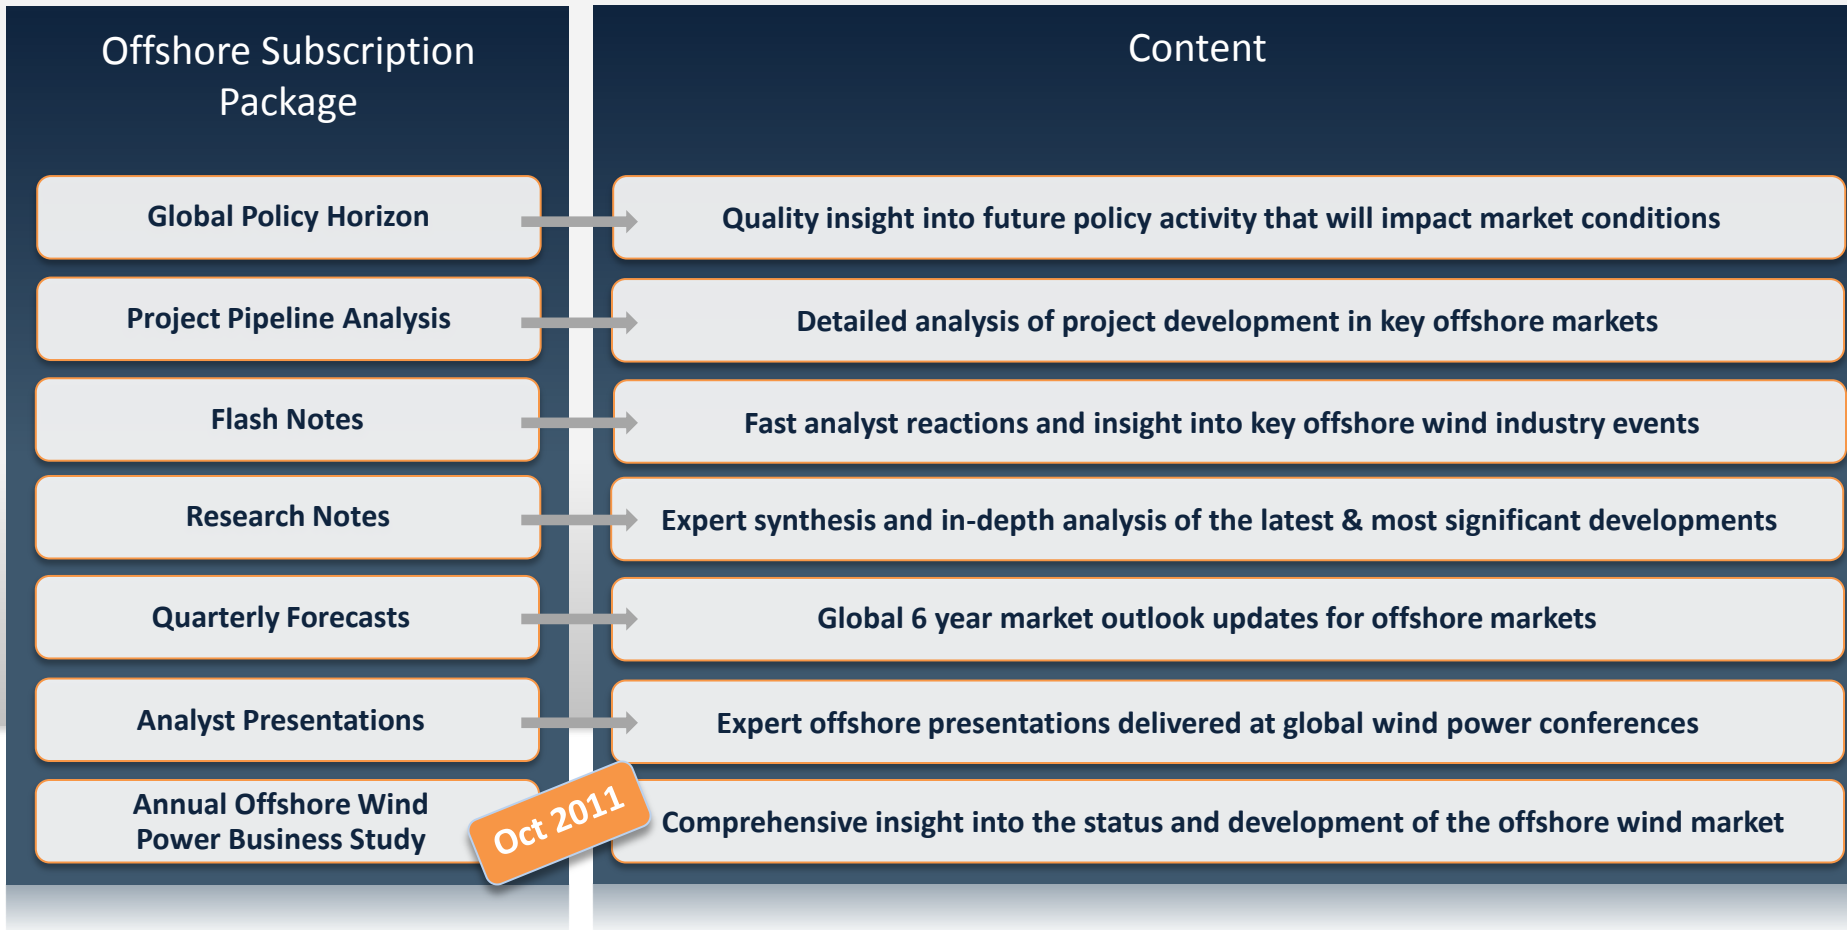 Offshore Subscription
Package
Content
Global Policy Horizon
Quality insight into future policy activity that will impact market conditions
Project Pipeline Analysis
Detailed analysis of project development in key offshore markets
Flash Notes
Fast analyst reactions and insight into key offshore wind industry events
Research Notes
Expert synthesis and in-depth analysis of the latest & most significant developments
Quarterly Forecasts
Global 6 year market outlook updates for offshore markets
Analyst Presentations
Expert offshore presentations delivered at global wind power conferences
Annual Offshore Wind
Power Business Study
Oct 2011
Comprehensive insight into the status and development of the offshore wind market